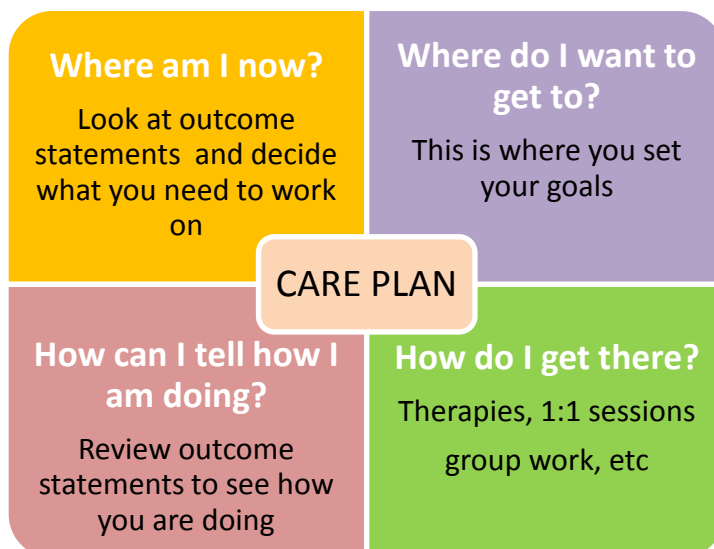 Where am I now?
Look at outcome
statements and decide
what you need to work
on
Where do I want to
get to?
This is where you set
your goals
CARE PLAN
How can I tell how I
am doing?
Review outcome
statements to see how
you are doing
How do I get there?
Therapies, 1:1 sessions
group work, etc